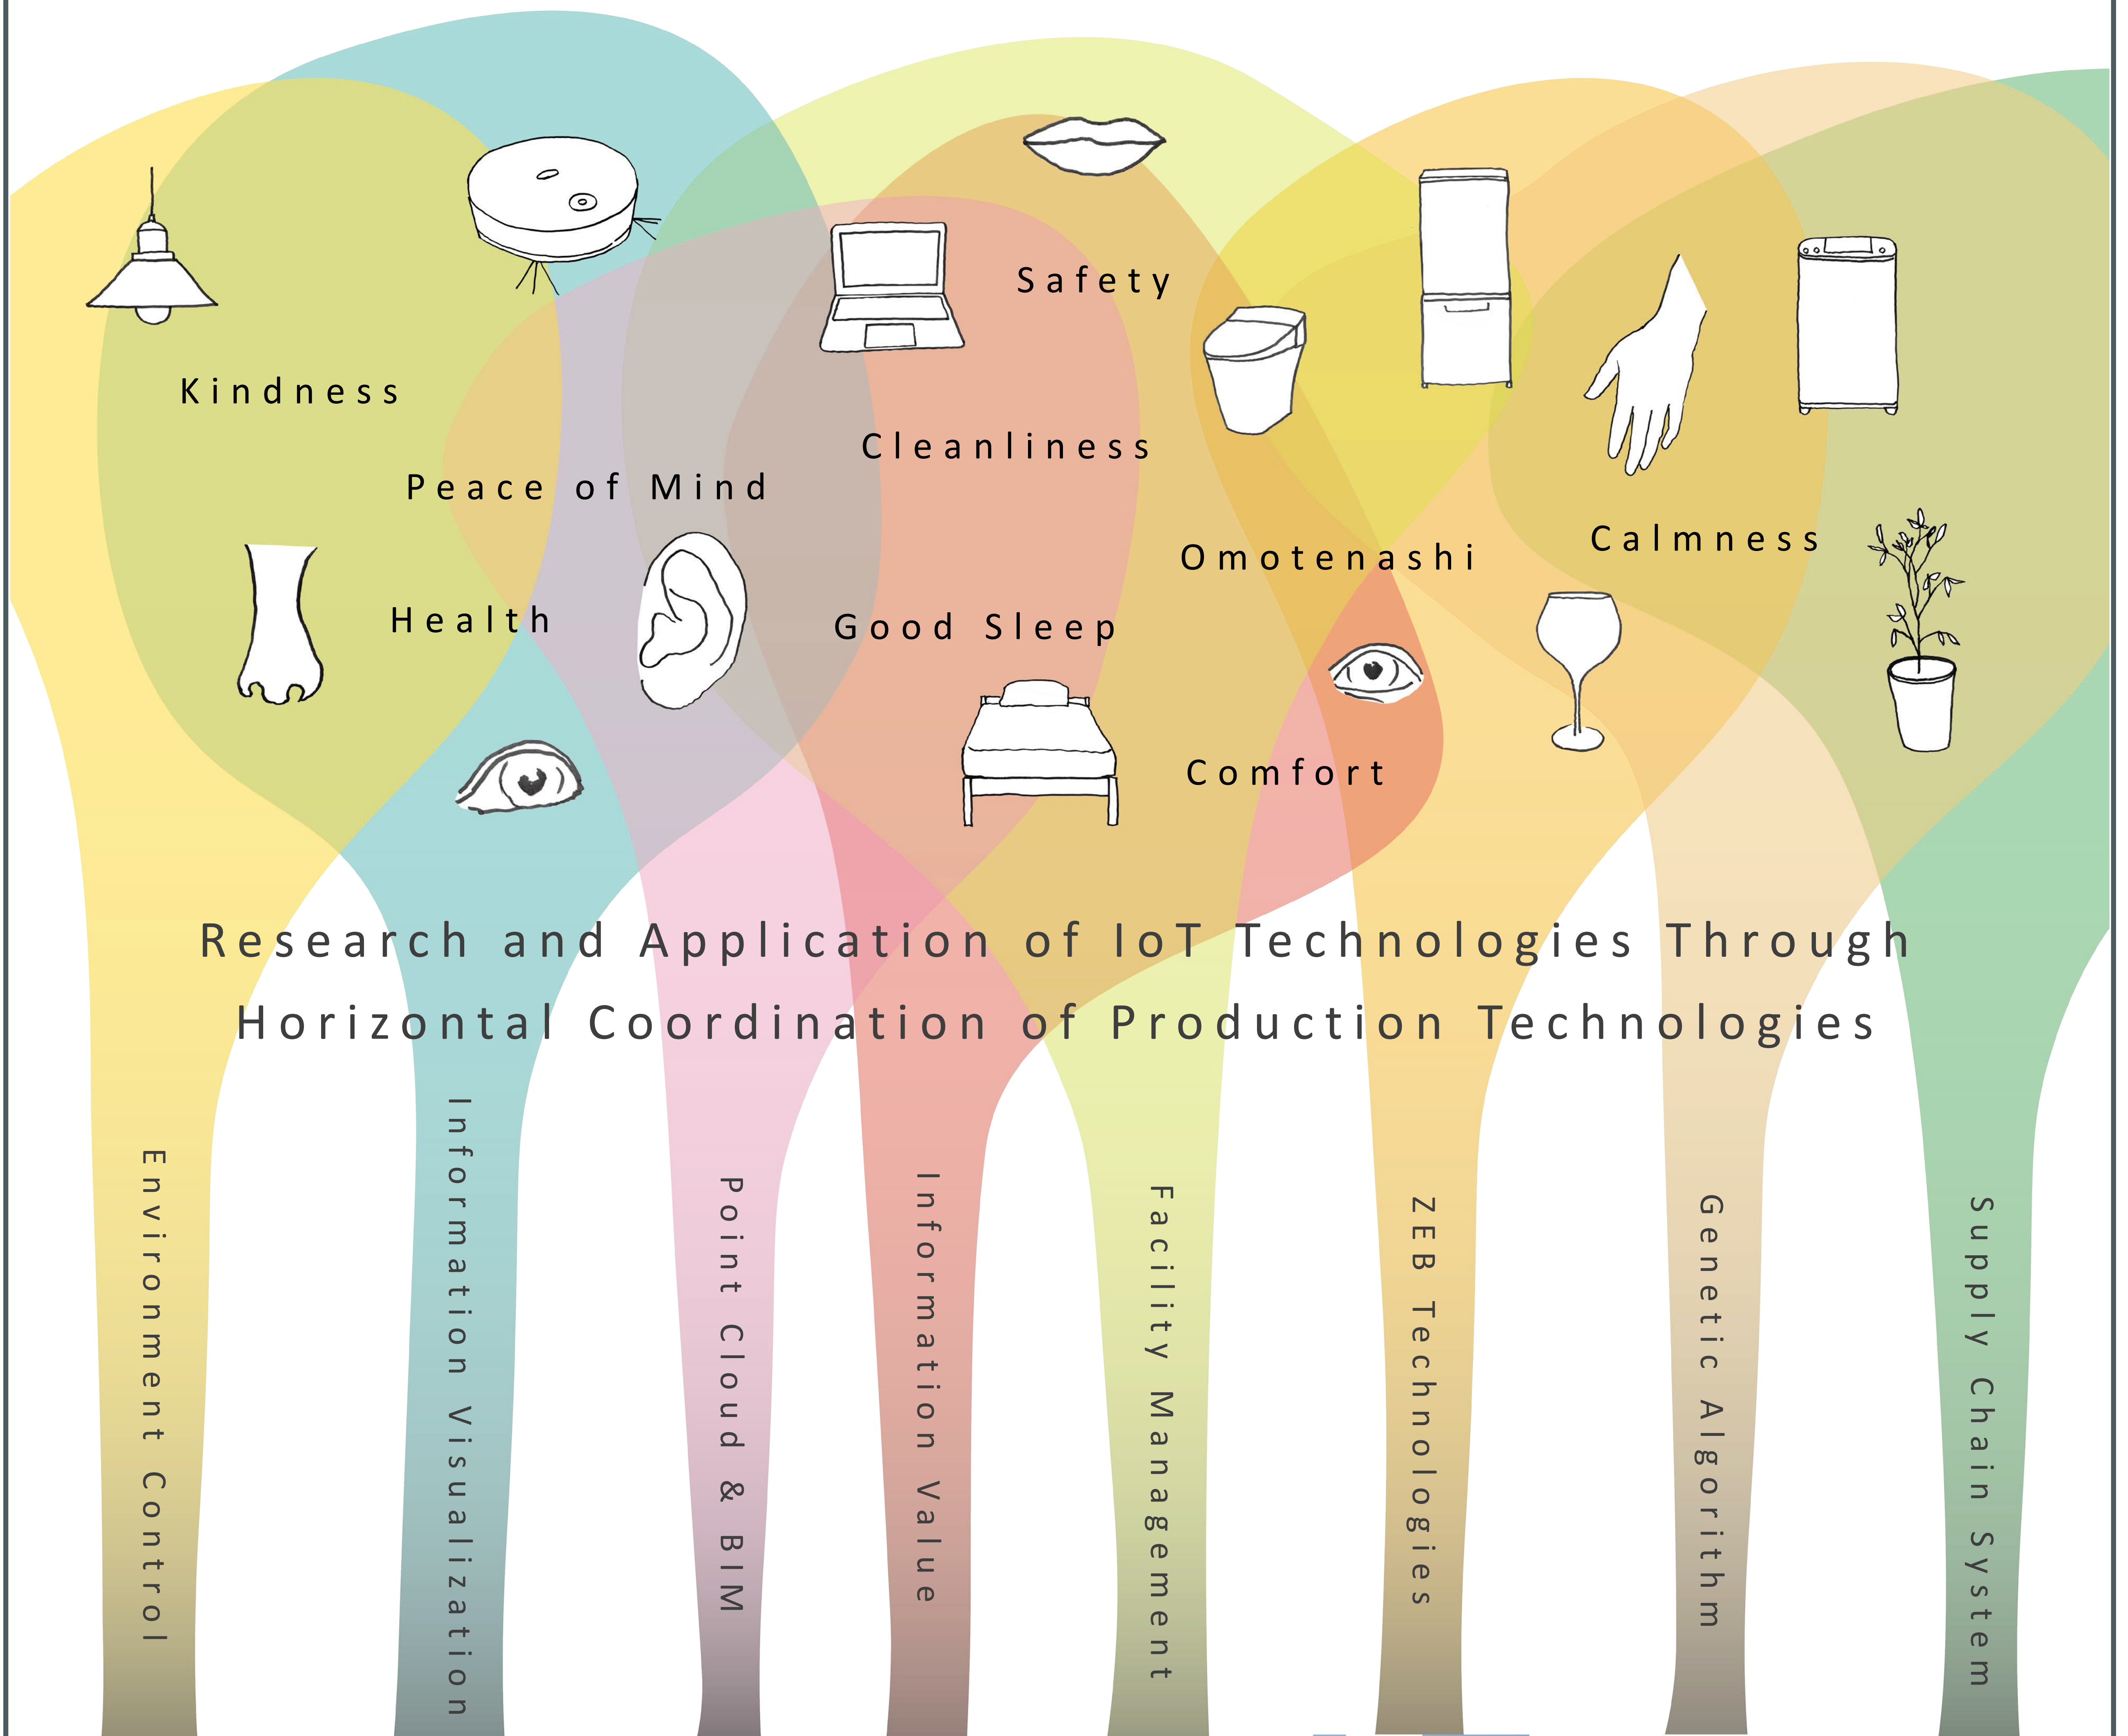 Safety
Kindness
Cleanliness
Peace of Mind
Calmness
Omotenashi
Health
Good Sleep
Comfort
Research and Application of IoT Technologies Through
Horizontal Coordination of Production Technologies
Environment Control
Information Visualization
Point Cloud & BIM
Information Value
Facility Management
ZEB Technologies
Genetic Algorithm
Supply Chain System